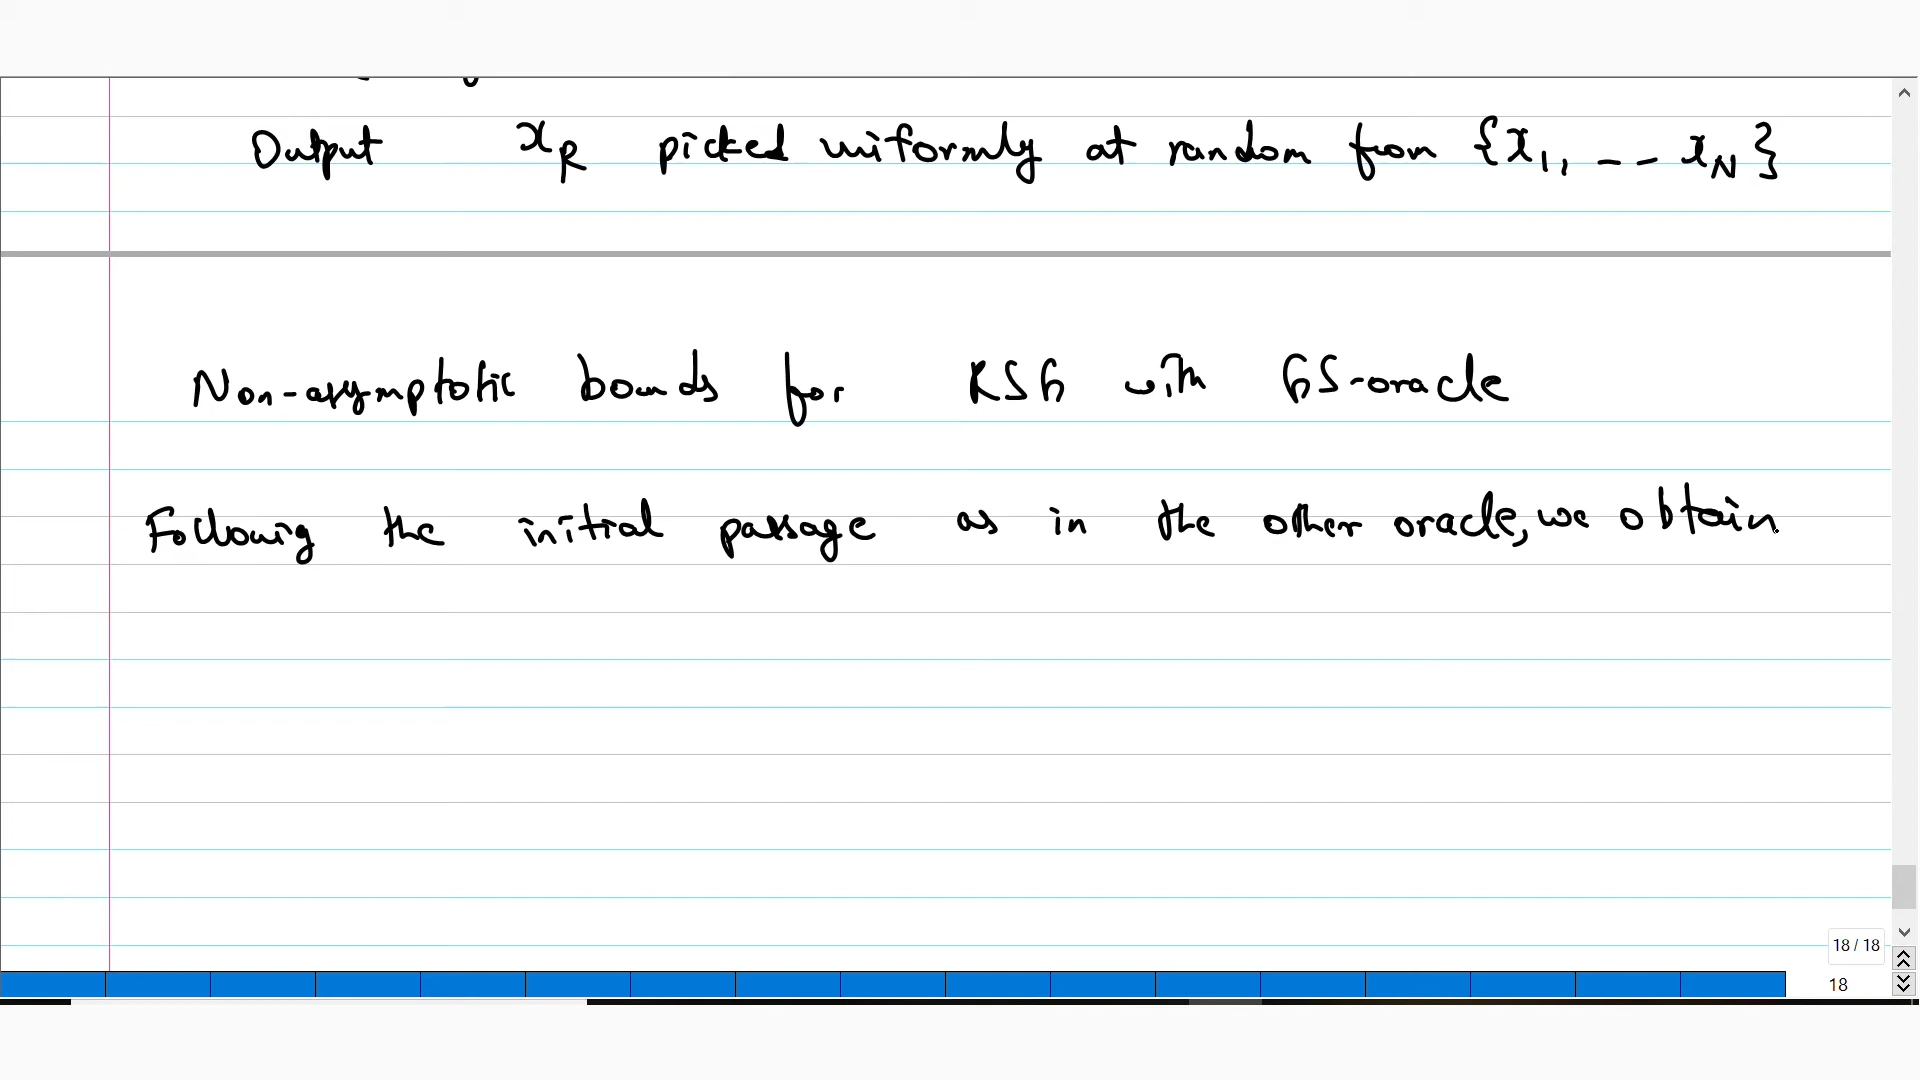 Output x_R picked uniformly at random from {x_1, -- x_N}
Non-asymptotic bounds for RSG with GS-oracle
Following the initial passage as in the other oracle, we obtain
18 / 18
18